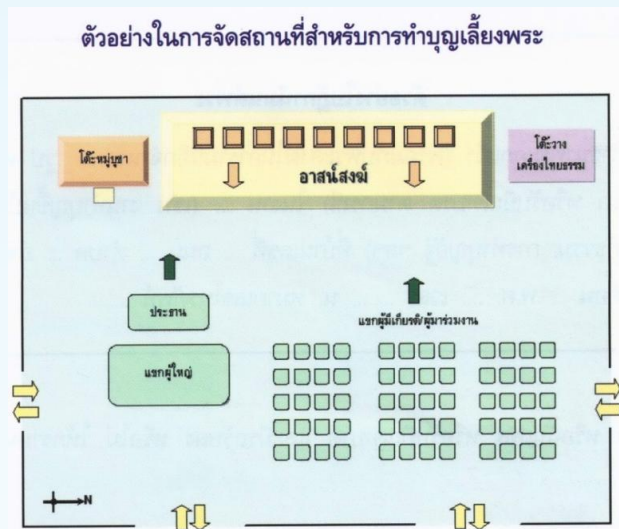 ตัวอย่างในการจัดสถานที่สำหรับการทำบุญเลี้ยงพระ
โต๊ะหมู่บูชา
อาสน์สงฆ์
โต๊ะวาง
เครื่องไทยธรรม
ประธาน
แขกผู้ใหญ่
แขกผู้มีเกียรติ/ผู้มาร่วมงาน
N